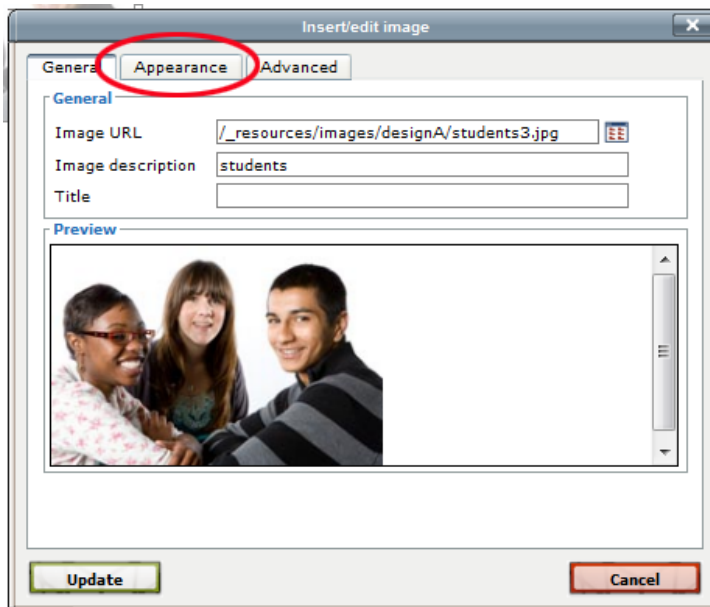 Insert/edit image
General Appearance Advanced
General
Image URL /_resources/images/designA/students3.jpg
Image description students
Title
Preview
Update Cancel